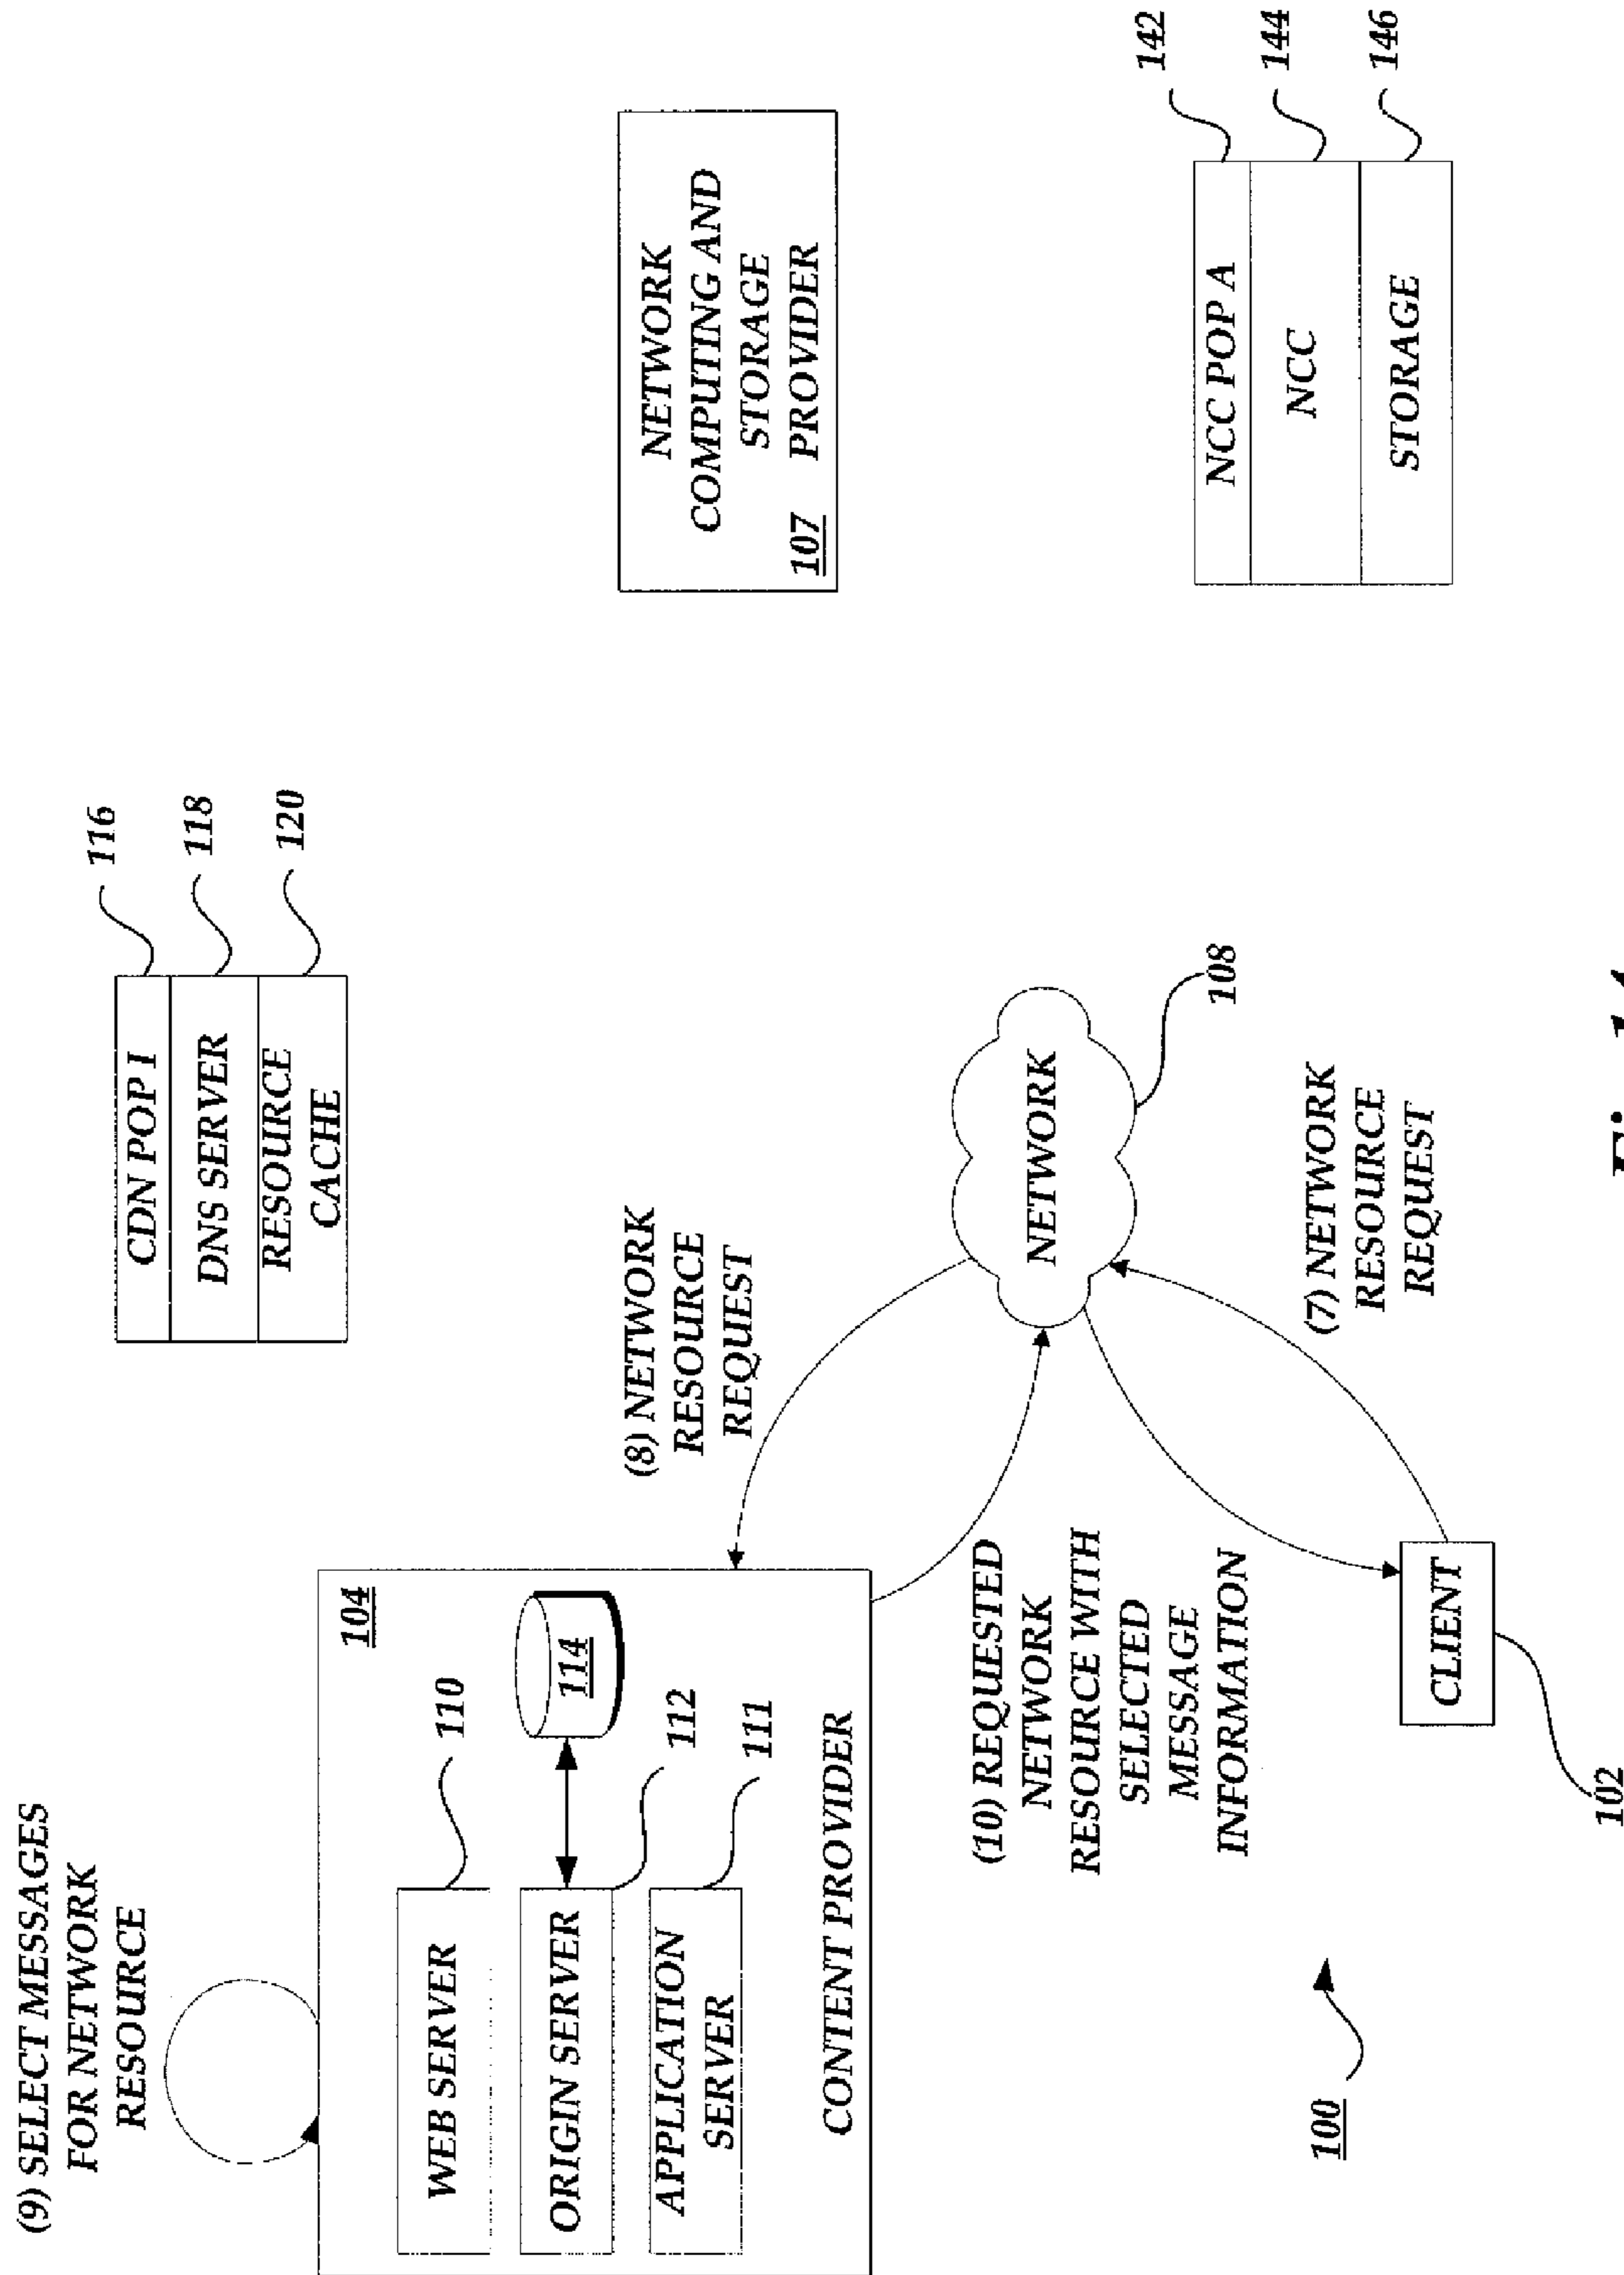 (9) SELECT MESSAGES
FOR NETWORK
RESOURCE
104
WEB SERVER
110
ORIGIN SERVER
114
112
APPLICATION
SERVER
111
CONTENT PROVIDER
CDN POP I
116
DNS SERVER
118
RESOURCE
CACHE
120
(8) NETWORK
RESOURCE
REQUEST
NETWORK
COMPUTING AND
STORAGE
PROVIDER
107
NETWORK
108
(10) REQUESTED
NETWORK
RESOURCE WITH
SELECTED
MESSAGE
INFORMATION
(7) NETWORK
RESOURCE
REQUEST
NCC POP A
142
NCC
144
STORAGE
146
CLIENT
102
100